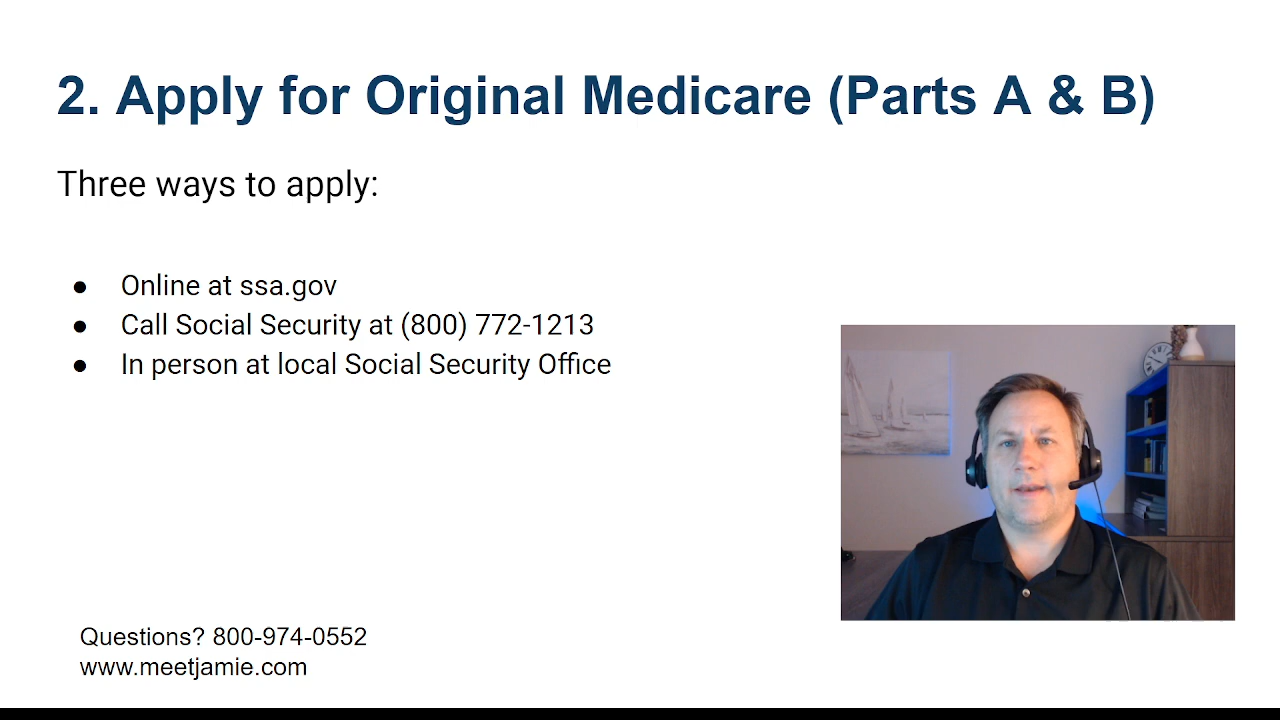 2. Apply for Original Medicare (Parts A & B)
Three ways to apply:
● Online at ssa.gov
● Call Social Security at (800) 772-1213
● In person at local Social Security Office
Questions? 800-974-0552
www.meetjamie.com